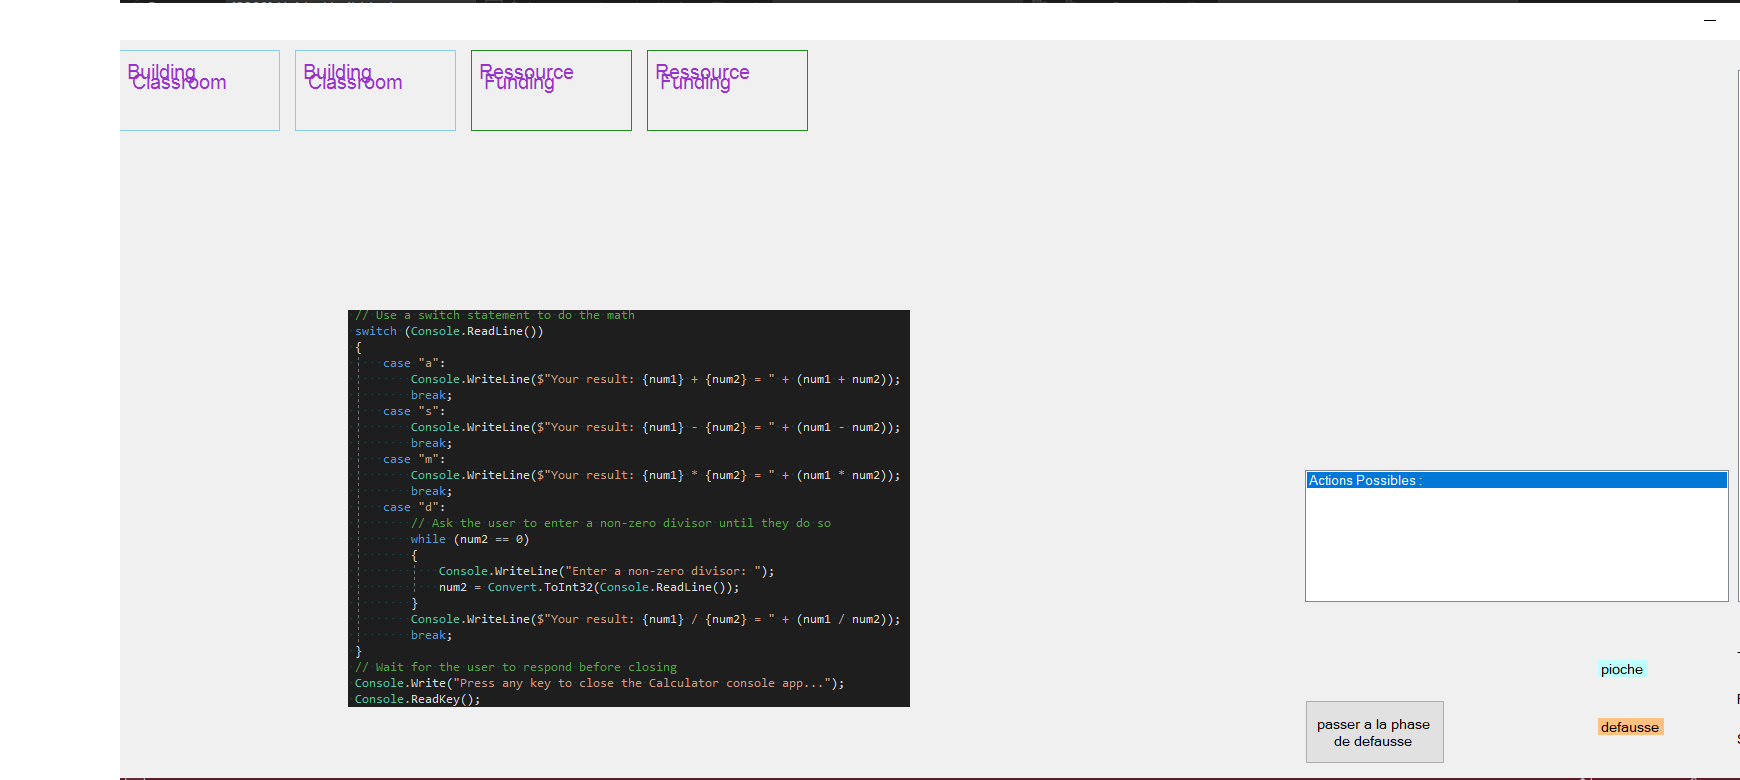 Building
Classroom
Building
Classroom
Ressource
Funding
Ressource
Funding
// Use a switch statement to do the math
switch (Console.ReadLine())
{
case "a":
Console.WriteLine($"Your result: {num1} + {num2} = " + (num1 + num2));
break;
case "s":
Console.WriteLine($"Your result: {num1} - {num2} = " + (num1 - num2));
break;
case "m":
Console.WriteLine($"Your result: {num1} * {num2} = " + (num1 * num2));
break;
case "d":
// Ask the user to enter a non-zero divisor until they do so
while (num2 == 0)
{
Console.WriteLine("Enter a non-zero divisor: ");
num2 = Convert.ToInt32(Console.ReadLine());
}
Console.WriteLine($"Your result: {num1} / {num2} = " + (num1 / num2));
break;
}
// Wait for the user to respond before closing
Console.Write("Press any key to close the Calculator console app...");
Console.ReadKey();
Actions Possibles :
pioche
passer a la phase
de defausse
defausse